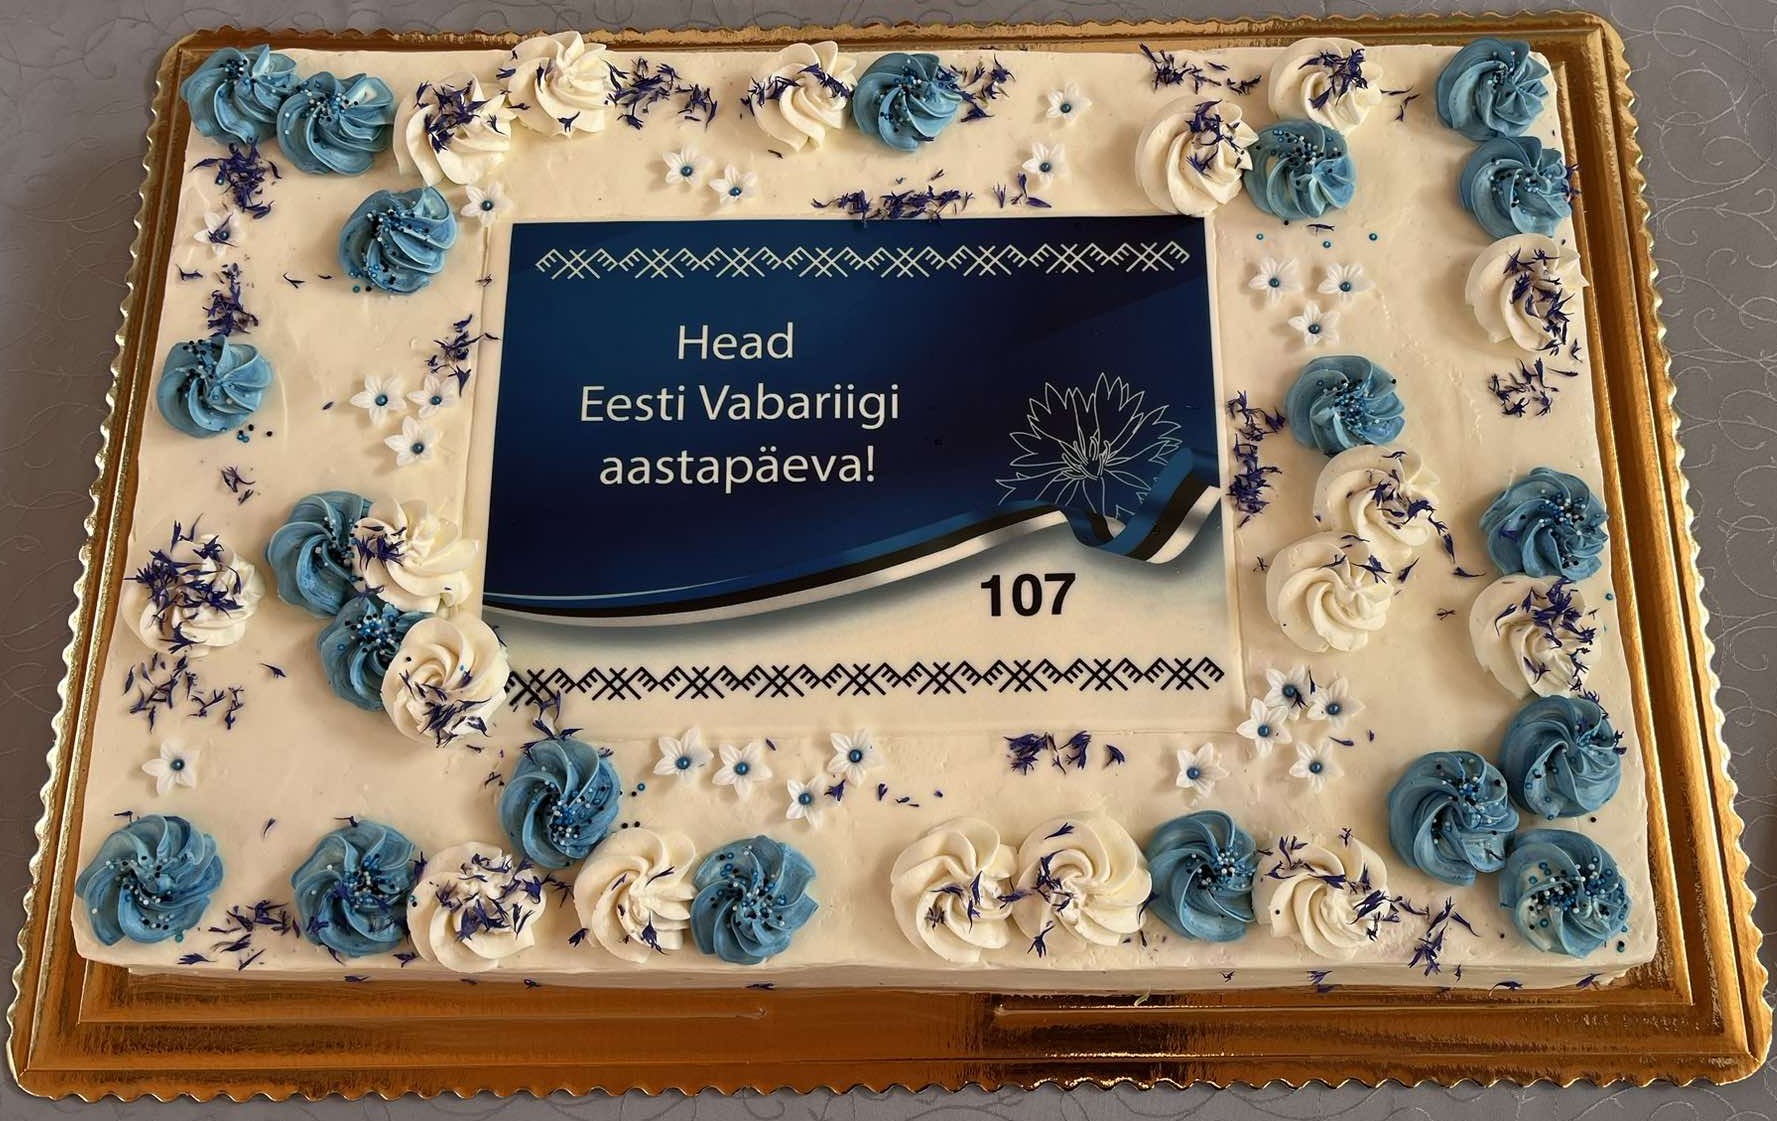 Head
Eesti Vabariigi
aastapäeva!
107